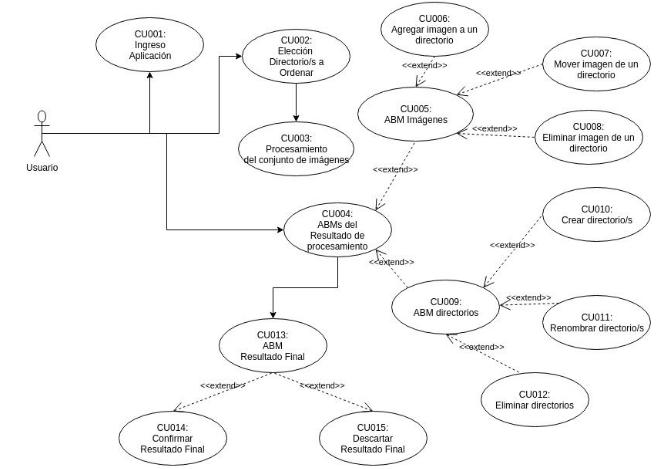 CU001:
Ingreso
Aplicación
CU002:
Elección
Directorio/s a
Ordenar
CU003:
Procesamiento
del conjunto de imágenes
Usuario
CU006:
Agregar imagen a un
directorio
<<extend>>
CU007:
Mover imagen de un
directorio
<<extend>>
CU005:
ABM Imágenes
CU008:
Eliminar imagen de un
directorio
<<extend>>
<<extend>>
CU004:
ABMs del
Resultado de
procesamiento
CU010:
Crear directorio/s
<<extend>>
<<extend>>
CU009:
ABM directorios
<<extend>>
CU011:
Renombrar directorio/s
<<extend>>
CU012:
Eliminar directorios
CU013:
ABM
Resultado Final
<<extend>>
<<extend>>
CU014:
Confirmar
Resultado Final
CU015:
Descartar
Resultado Final